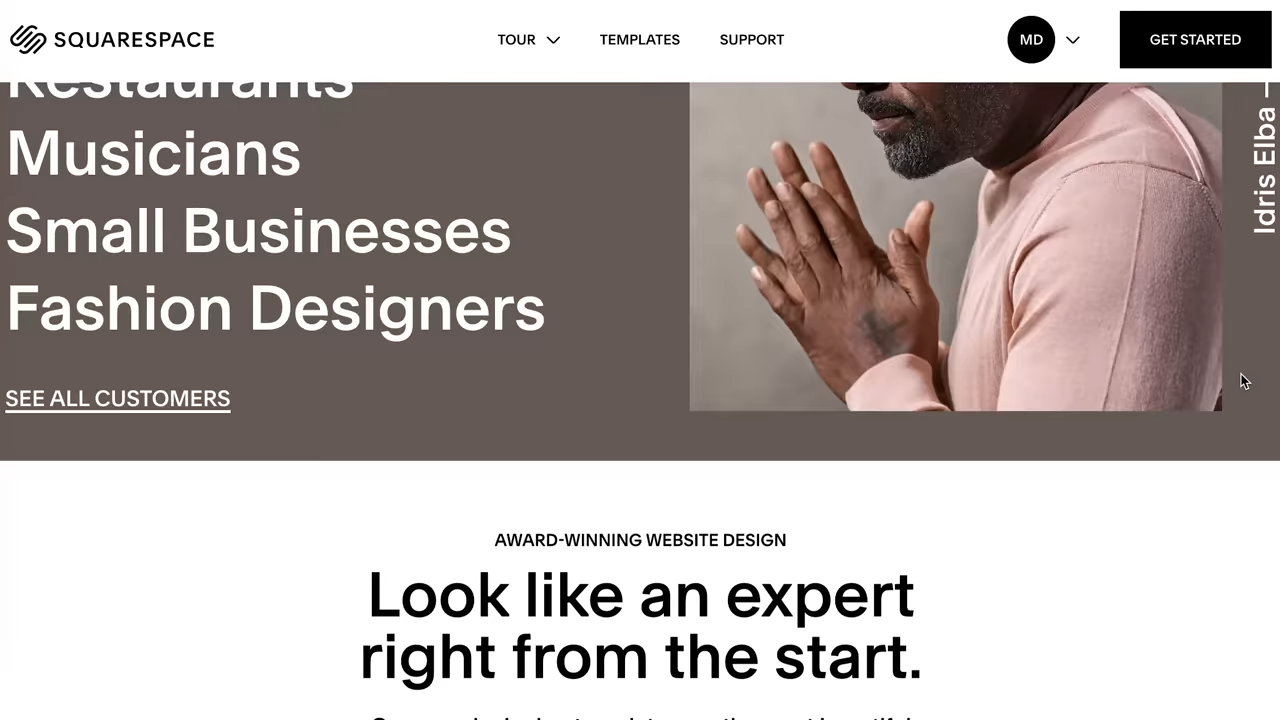 SQUARESPACE
TOUR
TEMPLATES
SUPPORT
MD
GET STARTED
Restaurants
Musicians
Small Businesses
Fashion Designers
SEE ALL CUSTOMERS
Idris Elba —
AWARD-WINNING WEBSITE DESIGN
Look like an expert
right from the start.